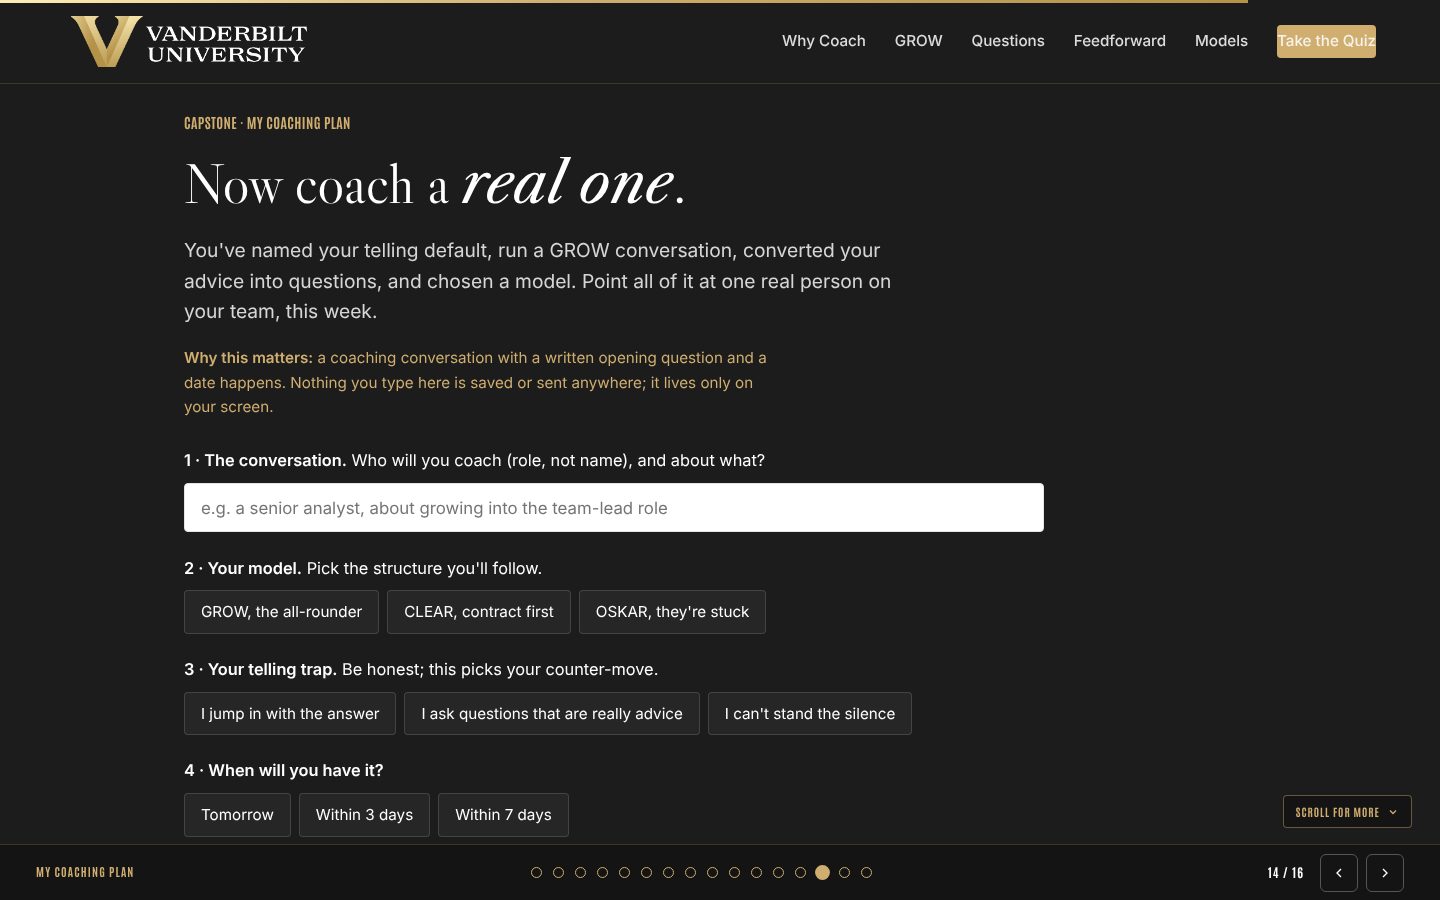 VANDERBILT
UNIVERSITY
Why Coach
GROW
Questions
Feedforward
Models
Take the Quiz
CAPSTONE · MY COACHING PLAN
Now coach a real one.
You've named your telling default, run a GROW conversation, converted your
advice into questions, and chosen a model. Point all of it at one real person on
your team, this week.
Why this matters: a coaching conversation with a written opening question and a
date happens. Nothing you type here is saved or sent anywhere; it lives only on
your screen.
1 · The conversation. Who will you coach (role, not name), and about what?
e.g. a senior analyst, about growing into the team-lead role
2 · Your model. Pick the structure you'll follow.
GROW, the all-rounder
CLEAR, contract first
OSKAR, they're stuck
3 · Your telling trap. Be honest; this picks your counter-move.
I jump in with the answer
I ask questions that are really advice
I can't stand the silence
4 · When will you have it?
Tomorrow
Within 3 days
Within 7 days
SCROLL FOR MORE
MY COACHING PLAN
14 / 16